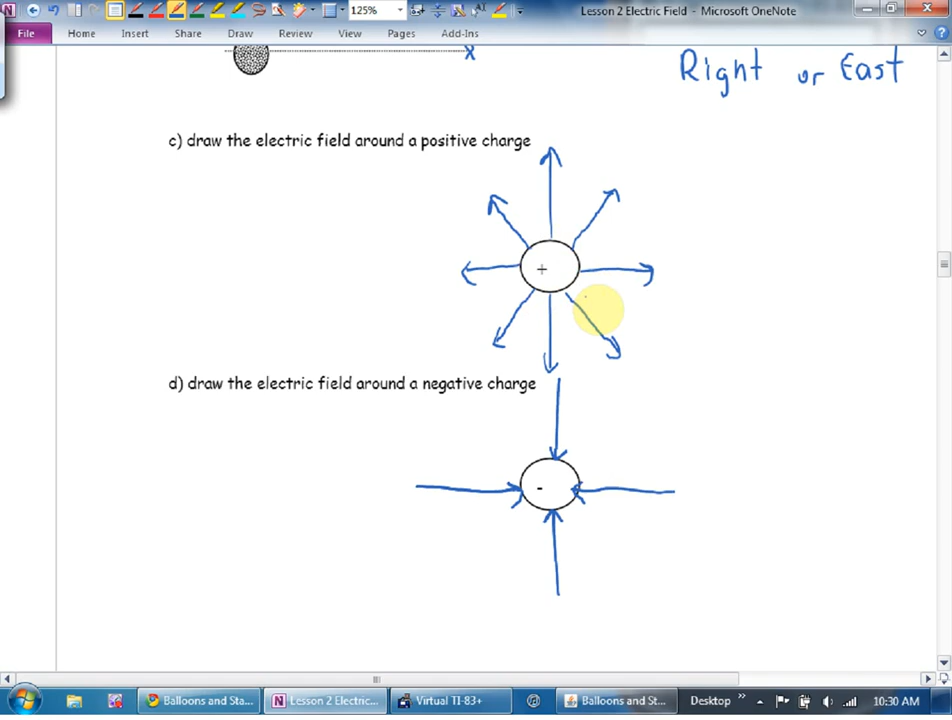 125%
Lesson 2 Electric Field - Microsoft OneNote
File Home Insert Share Draw Review View Pages Add-Ins
x
Right or East
c) draw the electric field around a positive charge
+
d) draw the electric field around a negative charge
-
Balloons and Sta... Lesson 2 Electric... Virtual TI-83+ Balloons and St... Desktop » 10:30 AM